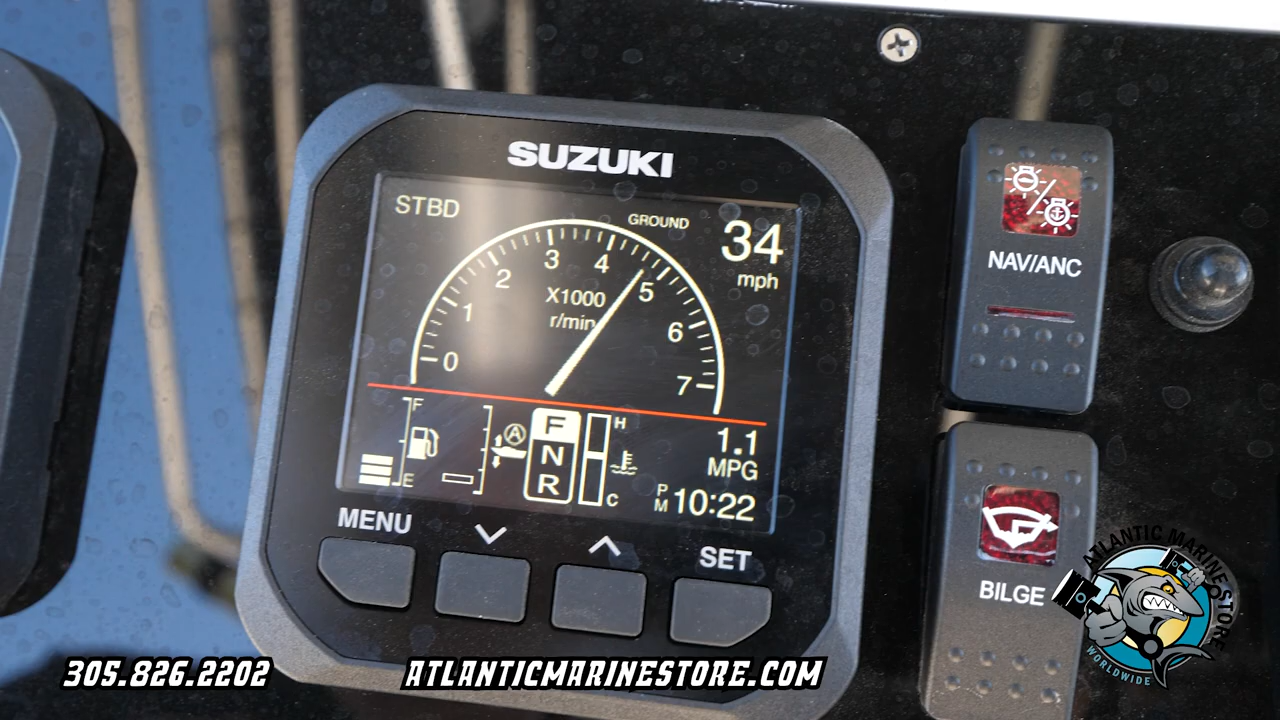 SUZUKI
STBD
GROUND
34
mph
0
1
2
3
4
5
6
7
X1000
r/min
F
E
A
F
N
R
H
C
1.1
MPG
PM 10:22
MENU
SET
NAV/ANC
BILGE
ATLANTIC MARINE STORE
WORLDWIDE
305.826.2202
ATLANTICMARINESTORE.COM